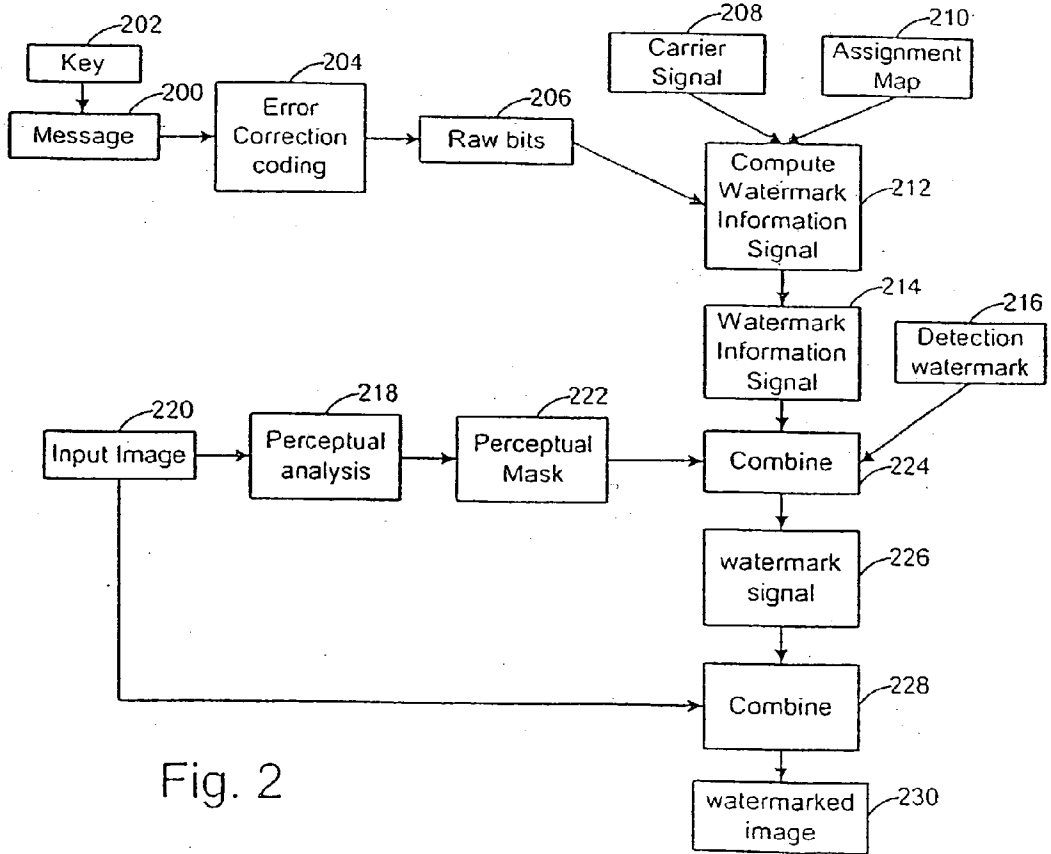 202
Key
200
Message
204
Error
Correction
coding
206
Raw bits
208
Carrier
Signal
210
Assignment
Map
Compute
Watermark
Information
Signal
212
214
Watermark
Information
Signal
216
Detection
watermark
220
Input Image
218
Perceptual
analysis
222
Perceptual
Mask
Combine
224
watermark
signal
226
Combine
228
watermarked
image
230
Fig. 2